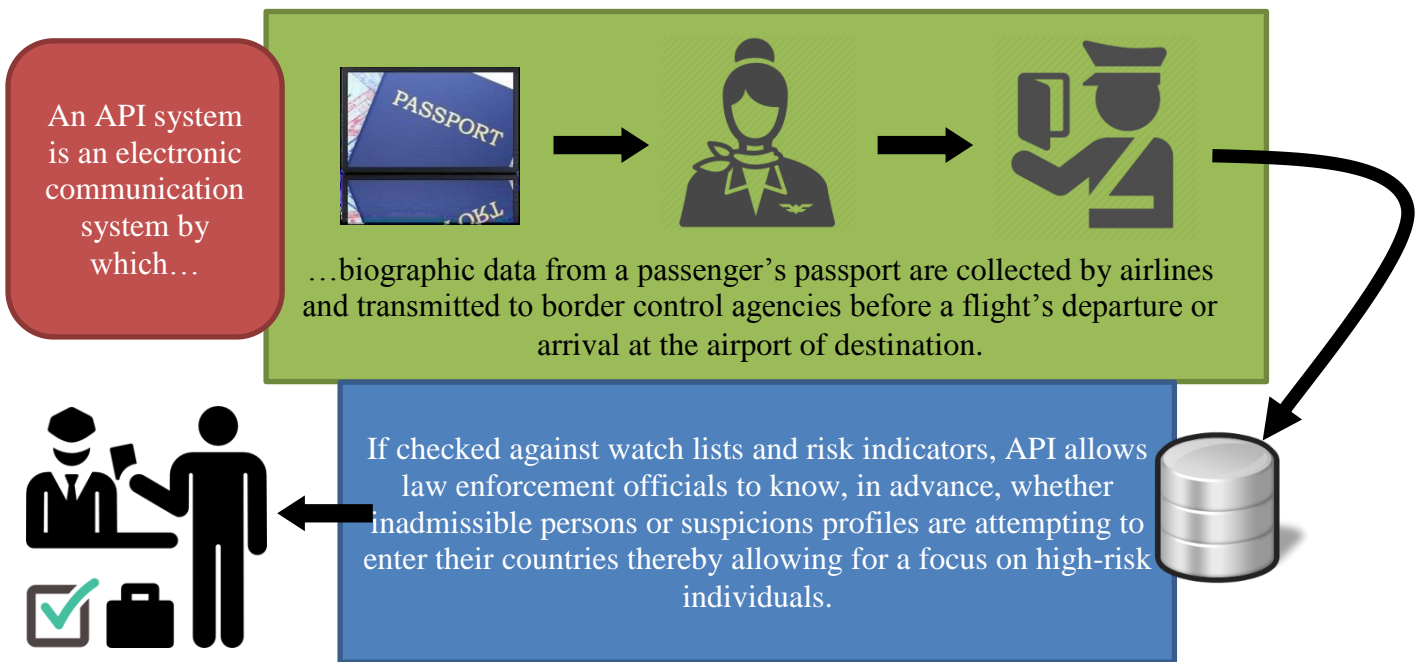 An API system
is an electronic
communication
system by
which…
PASSPORT
PASSPORT
…biographic data from a passenger’s passport are collected by airlines
and transmitted to border control agencies before a flight’s departure or
arrival at the airport of destination.
If checked against watch lists and risk indicators, API allows
law enforcement officials to know, in advance, whether
inadmissible persons or suspicions profiles are attempting to
enter their countries thereby allowing for a focus on high-risk
individuals.